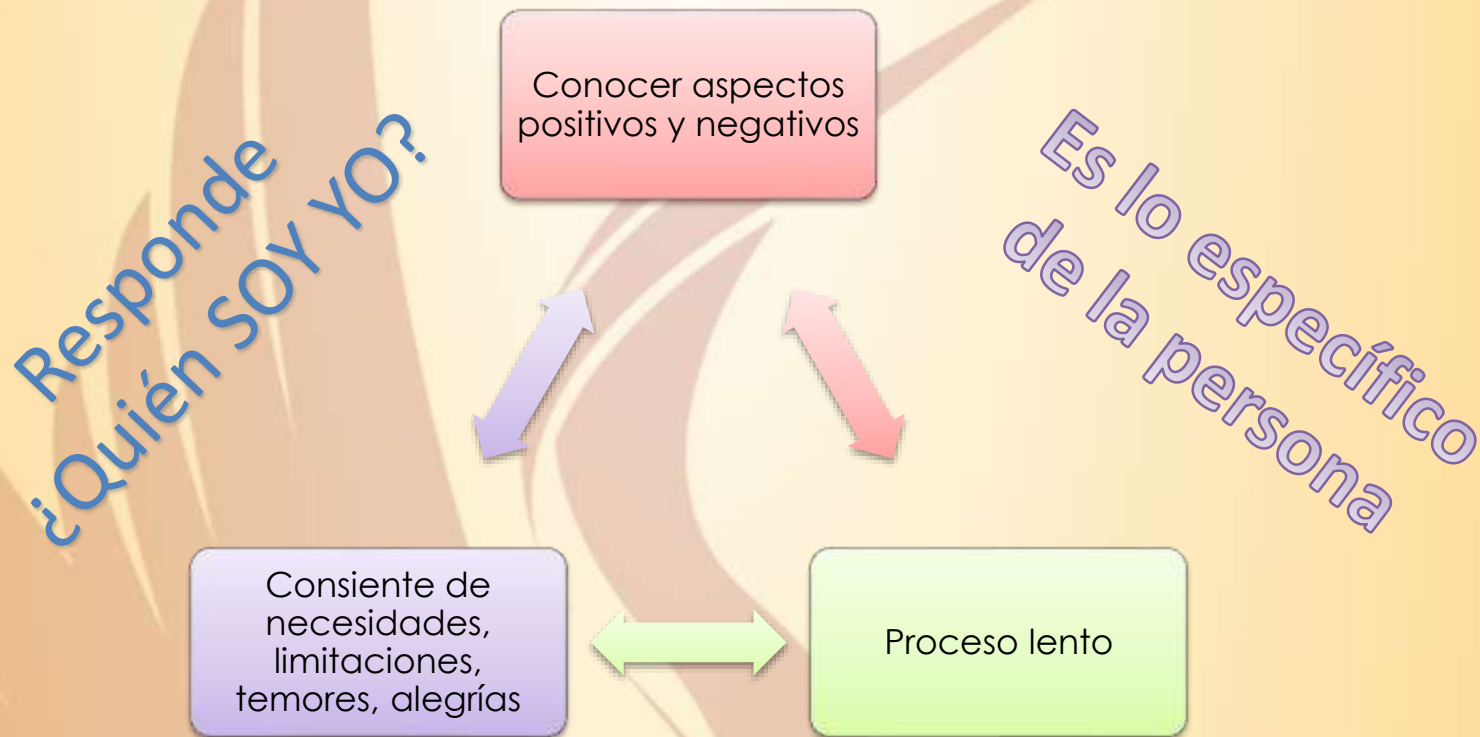 Conocer aspectos
positivos y negativos
Responde
¿Quién SOY YO?
Es lo específico
de la persona
Consiente de
necesidades,
limitaciones,
temores, alegrías
Proceso lento